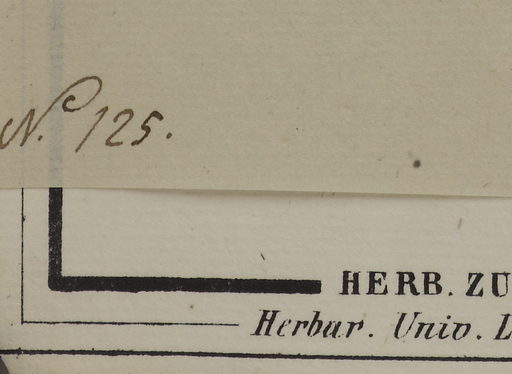 N. 125.
HERB. ZU
Herbar. Univ. L